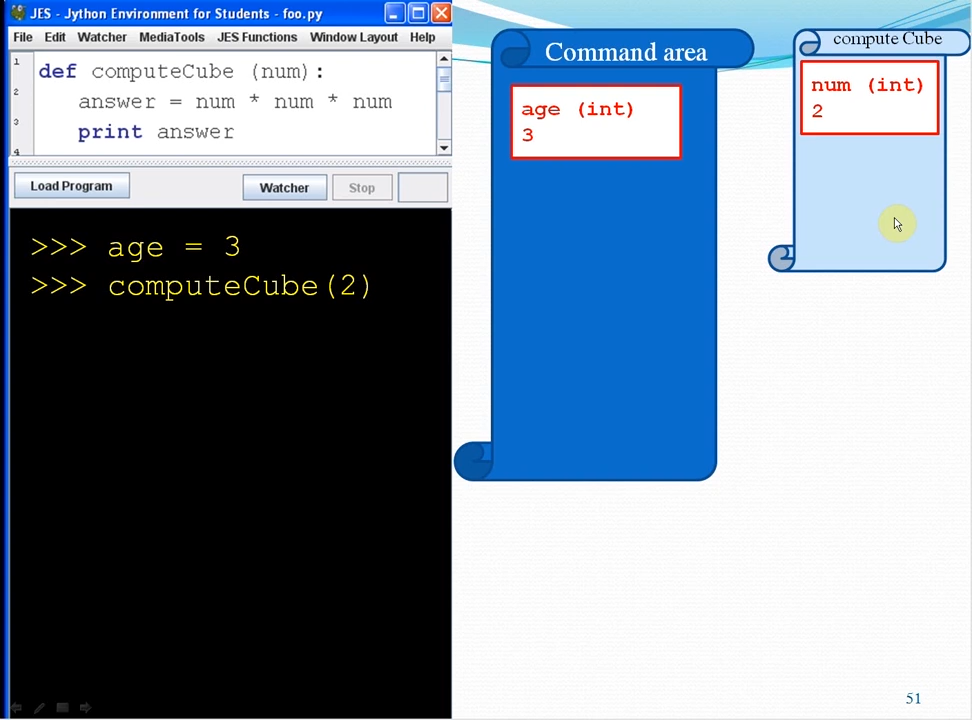 JES - Jython Environment for Students - foo.py
File Edit Watcher MediaTools JES Functions Window Layout Help
1
def computeCube (num):
2
answer = num * num * num
3
print answer
4
Load Program
Watcher
Stop
>>> age = 3
>>> computeCube(2)
Command area
age (int)
3
compute Cube
num (int)
2
51